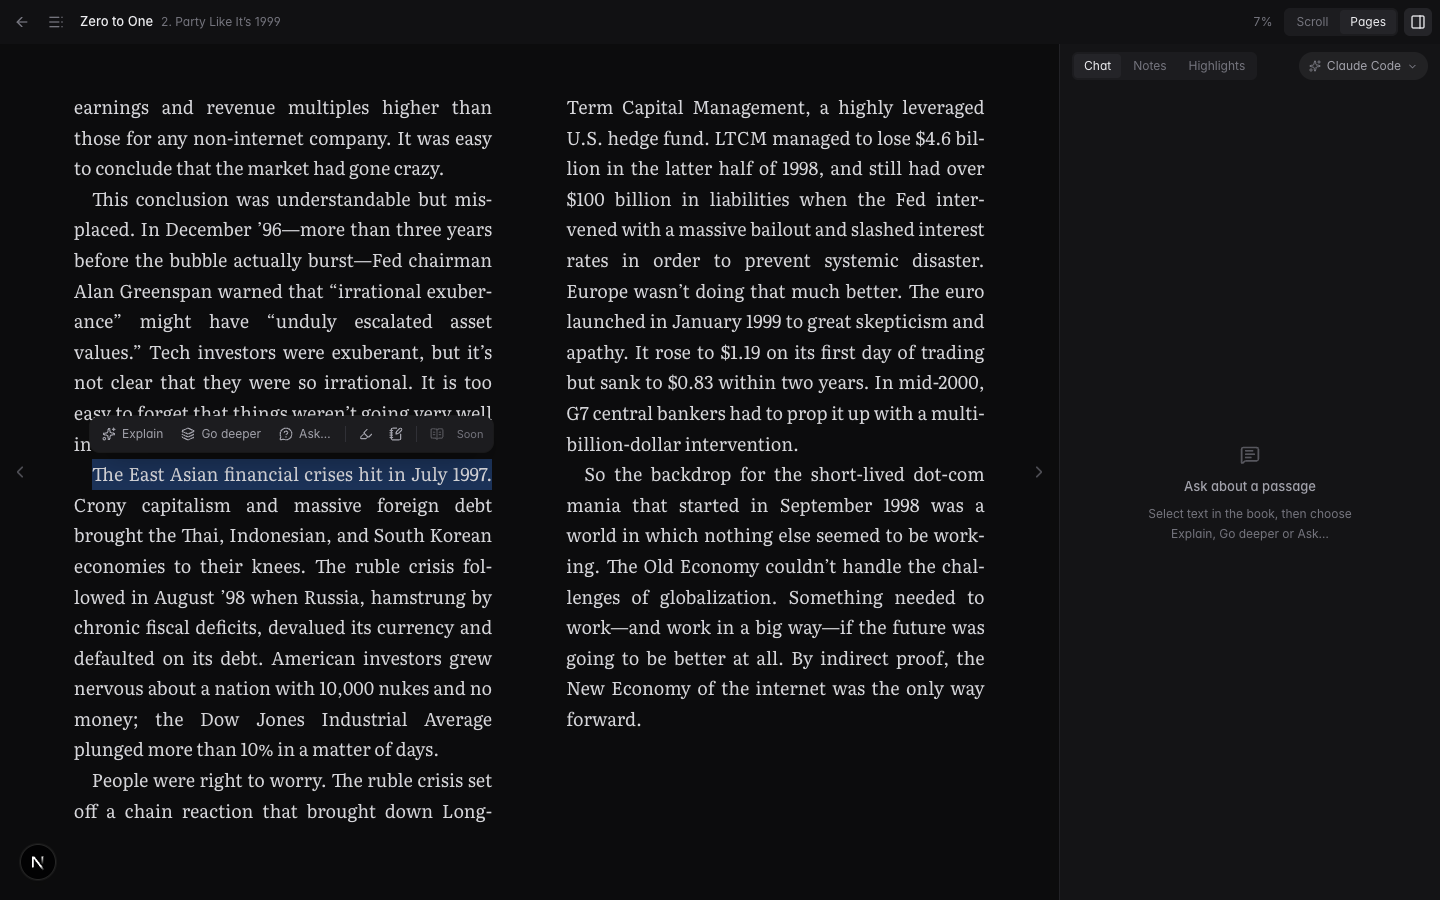 Zero to One 2. Party Like It's 1999
7% Scroll Pages
earnings and revenue multiples higher than
those for any non-internet company. It was easy
to conclude that the market had gone crazy.
This conclusion was understandable but mis-
placed. In December ’96—more than three years
before the bubble actually burst—Fed chairman
Alan Greenspan warned that “irrational exuber-
ance” might have “unduly escalated asset
values.” Tech investors were exuberant, but it’s
not clear that they were so irrational. It is too
easy to forget that things weren’t going very well
in
Explain Go deeper Ask... Soon
The East Asian financial crises hit in July 1997.
Crony capitalism and massive foreign debt
brought the Thai, Indonesian, and South Korean
economies to their knees. The ruble crisis fol-
lowed in August ’98 when Russia, hamstrung by
chronic fiscal deficits, devalued its currency and
defaulted on its debt. American investors grew
nervous about a nation with 10,000 nukes and no
money; the Dow Jones Industrial Average
plunged more than 10% in a matter of days.
People were right to worry. The ruble crisis set
off a chain reaction that brought down Long-
Term Capital Management, a highly leveraged
U.S. hedge fund. LTCM managed to lose $4.6 bil-
lion in the latter half of 1998, and still had over
$100 billion in liabilities when the Fed inter-
vened with a massive bailout and slashed interest
rates in order to prevent systemic disaster.
Europe wasn’t doing that much better. The euro
launched in January 1999 to great skepticism and
apathy. It rose to $1.19 on its first day of trading
but sank to $0.83 within two years. In mid-2000,
G7 central bankers had to prop it up with a multi-
billion-dollar intervention.
So the backdrop for the short-lived dot-com
mania that started in September 1998 was a
world in which nothing else seemed to be work-
ing. The Old Economy couldn’t handle the chal-
lenges of globalization. Something needed to
work—and work in a big way—if the future was
going to be better at all. By indirect proof, the
New Economy of the internet was the only way
forward.
Chat Notes Highlights Claude Code
Ask about a passage
Select text in the book, then choose
Explain, Go deeper or Ask...
N